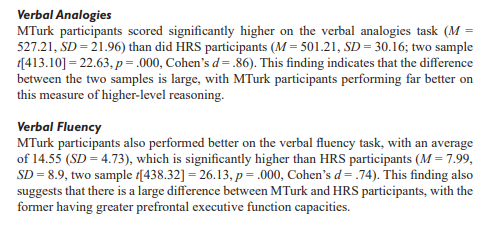 Verbal Analogies
MTurk participants scored significantly higher on the verbal analogies task (M =
527.21, SD = 21.96) than did HRS participants (M = 501.21, SD = 30.16; two sample
t[413.10] = 22.63, p = .000, Cohen's d = .86). This finding indicates that the difference
between the two samples is large, with MTurk participants performing far better on
this measure of higher-level reasoning.
Verbal Fluency
MTurk participants also performed better on the verbal fluency task, with an average
of 14.55 (SD = 4.73), which is significantly higher than HRS participants (M = 7.99,
SD = 8.9, two sample t[438.32] = 26.13, p = .000, Cohen's d = .74). This finding also
suggests that there is a large difference between MTurk and HRS participants, with the
former having greater prefrontal executive function capacities.